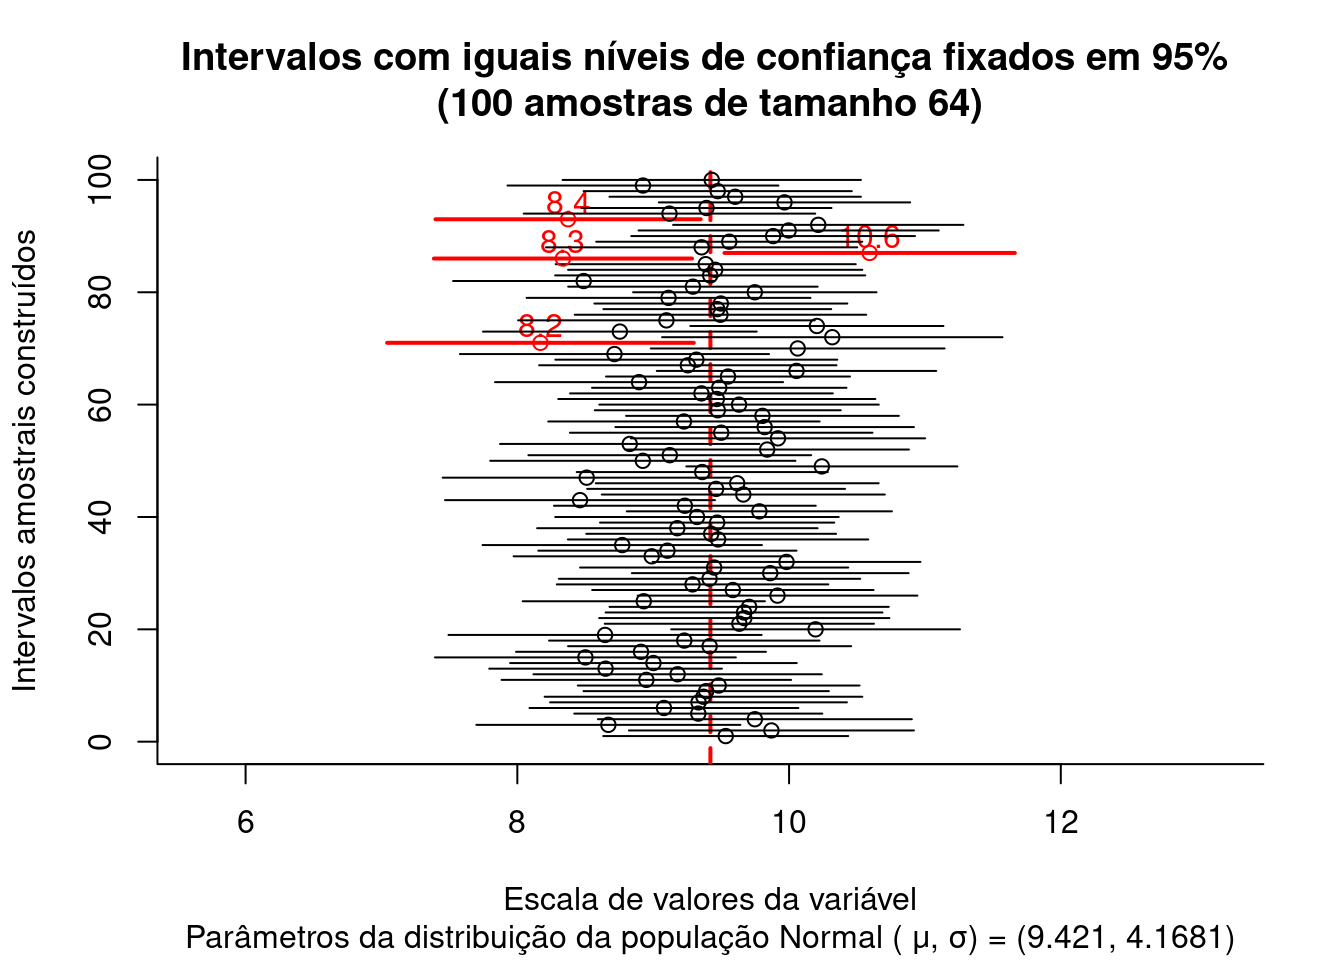 Intervalos com iguais níveis de confiança fixados em 95%
(100 amostras de tamanho 64)
Intervalos amostrais construídos
100
80
60
40
20
0
8.4
8.3
10.6
8.2
6
8
10
12
Escala de valores da variável
Parâmetros da distribuição da população Normal ( μ, σ) = (9.421, 4.1681)